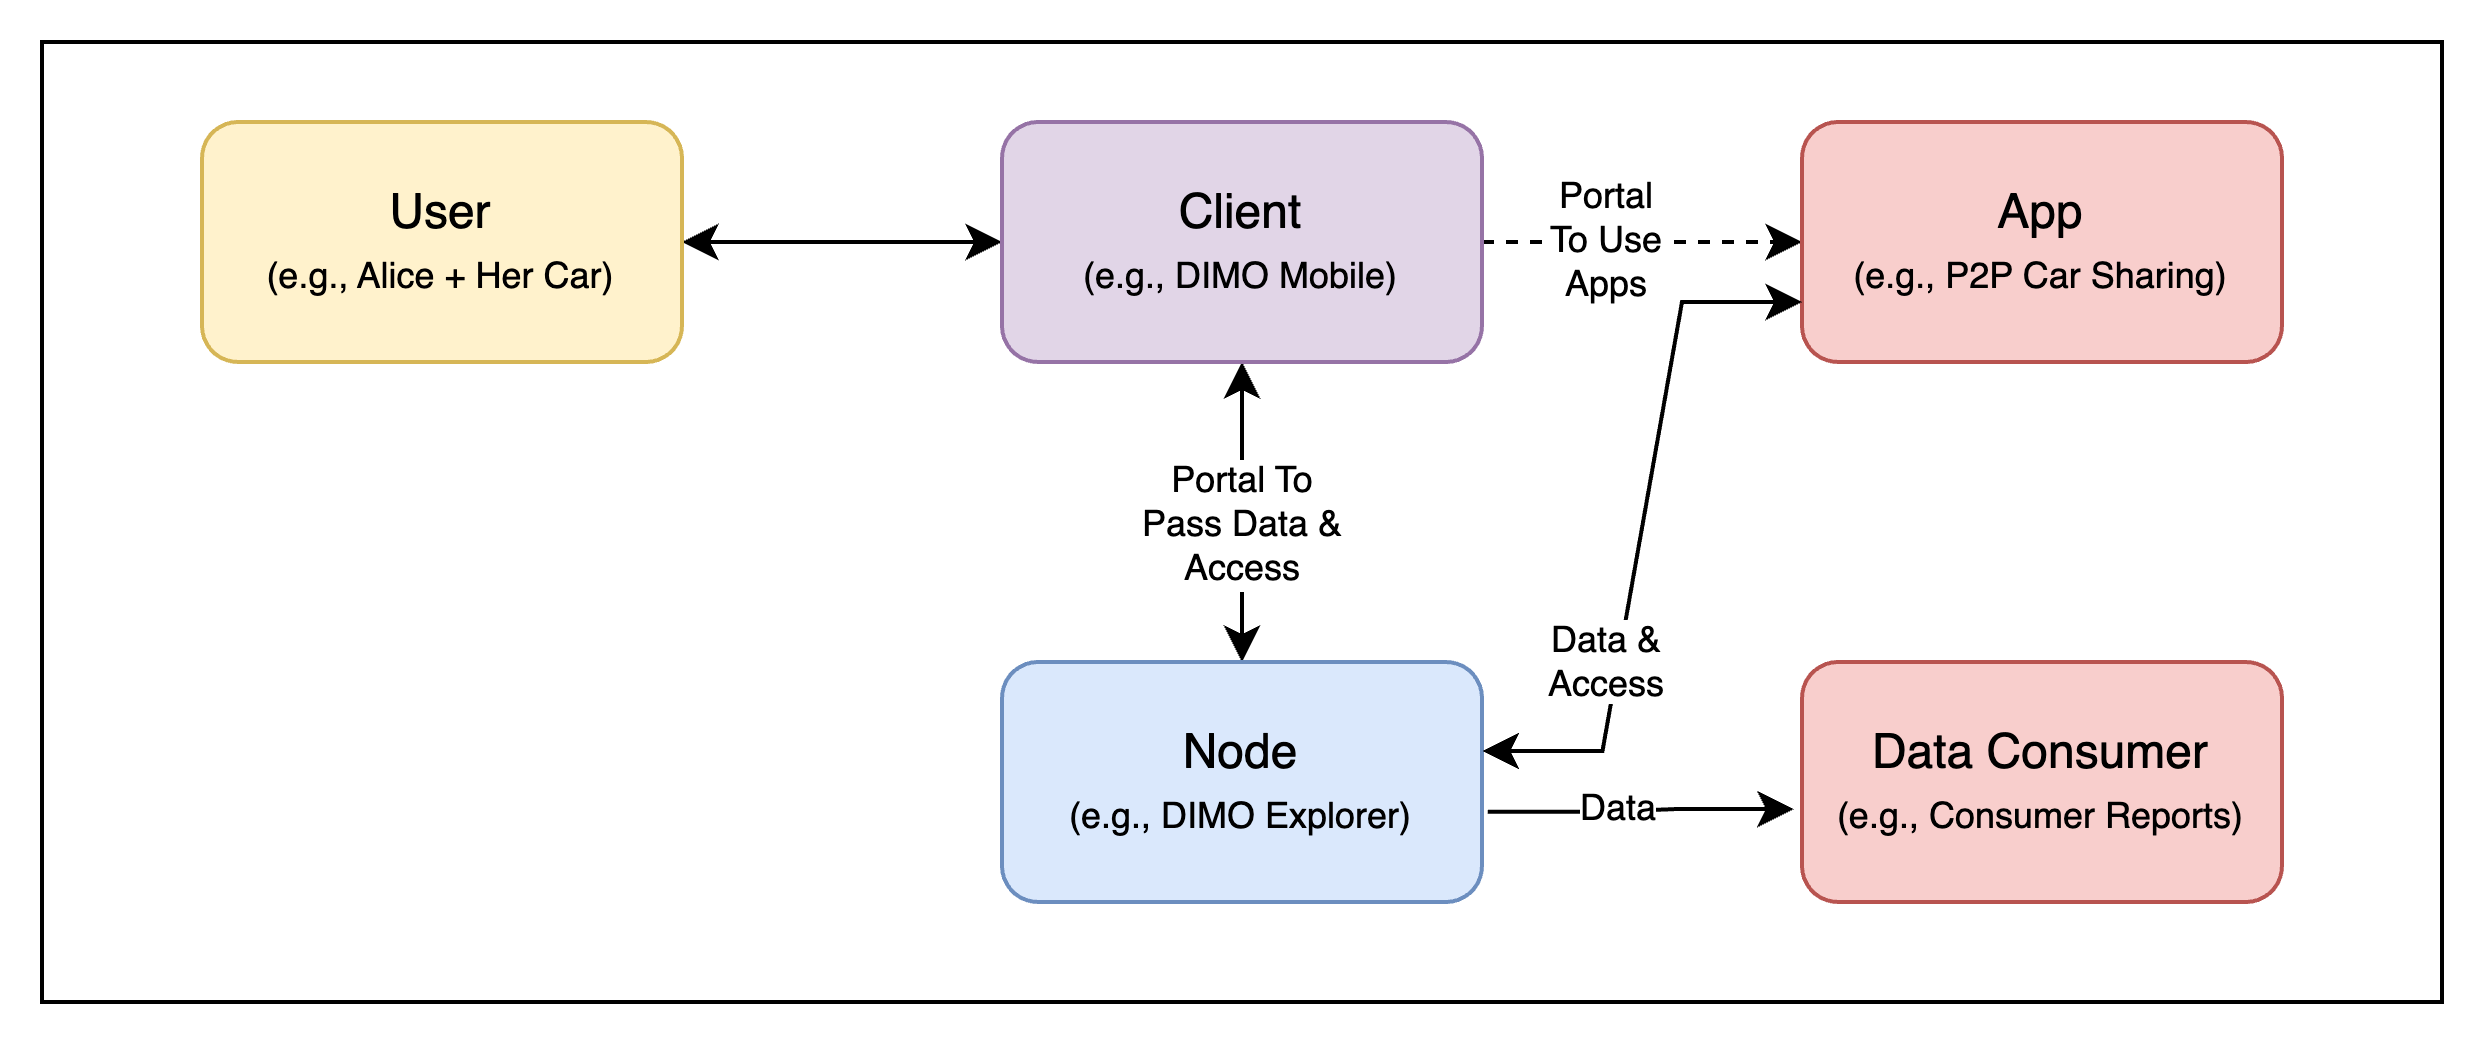 User
(e.g., Alice + Her Car)
Client
(e.g., DIMO Mobile)
Portal
To Use
Apps
App
(e.g., P2P Car Sharing)
Portal To
Pass Data &
Access
Data &
Access
Node
(e.g., DIMO Explorer)
Data
Data Consumer
(e.g., Consumer Reports)